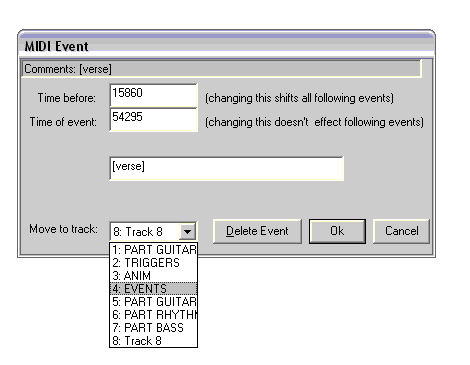 MIDI Event
Comments: [verse]
Time before: 15860 (changing this shifts all following events)
Time of event: 54295 (changing this doesn't effect following events)
[verse]
Move to track: 8: Track 8 Delete Event Ok Cancel
1: PART GUITAR
2: TRIGGERS
3: ANIM
4: EVENTS
5: PART GUITAR
6: PART RHYTH
7: PART BASS
8: Track 8